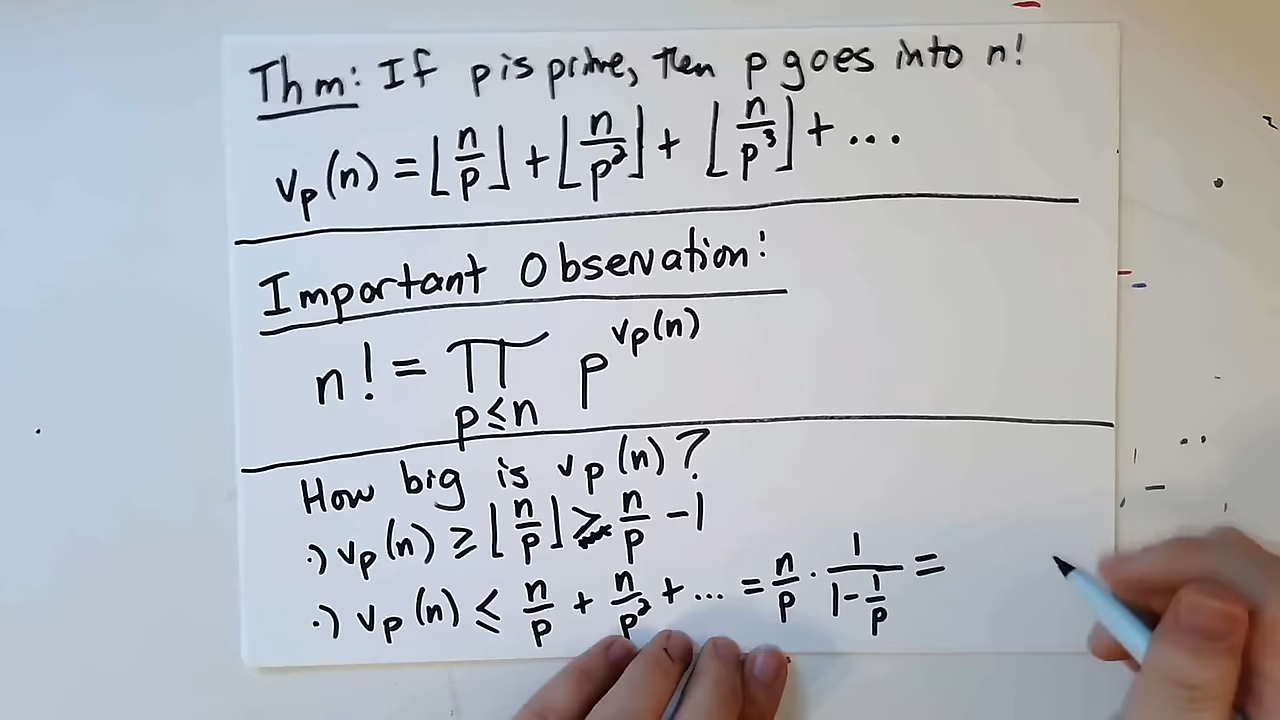 Thm: If p is prime, then p goes into n!
vₚ(n) = ⌊n/p⌋ + ⌊n/p²⌋ + ⌊n/p³⌋ + ...
Important Observation:
n! = ∏_{p≤n} p^{vₚ(n)}
How big is vₚ(n)?
·) vₚ(n) ≥ ⌊n/p⌋ ≥ n/p - 1
·) vₚ(n) ≤ n/p + n/p² + ... = n/p · 1/(1 - 1/p) =